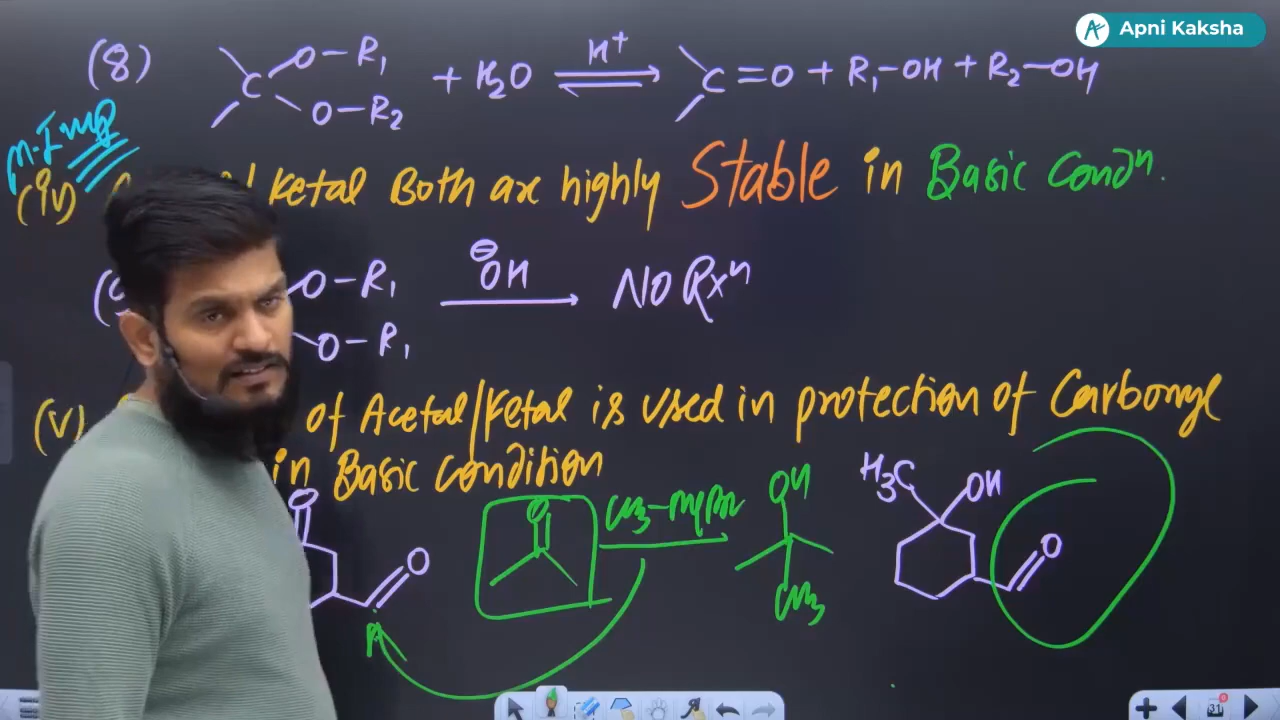 Apni Kaksha
(8) C O-R1 O-R2 + H2O H+ C=O + R1-OH + R2-OH
M.Imp
(iv) Ketal Both are highly Stable in Basic Condn.
O-R1 O-R1 ⊖OH NO Rxn
(v) of Acetal/Ketal is used in protection of Carbonyl
in Basic condition
O O O CH3-MgBr OH CH3 H3C OH O
31